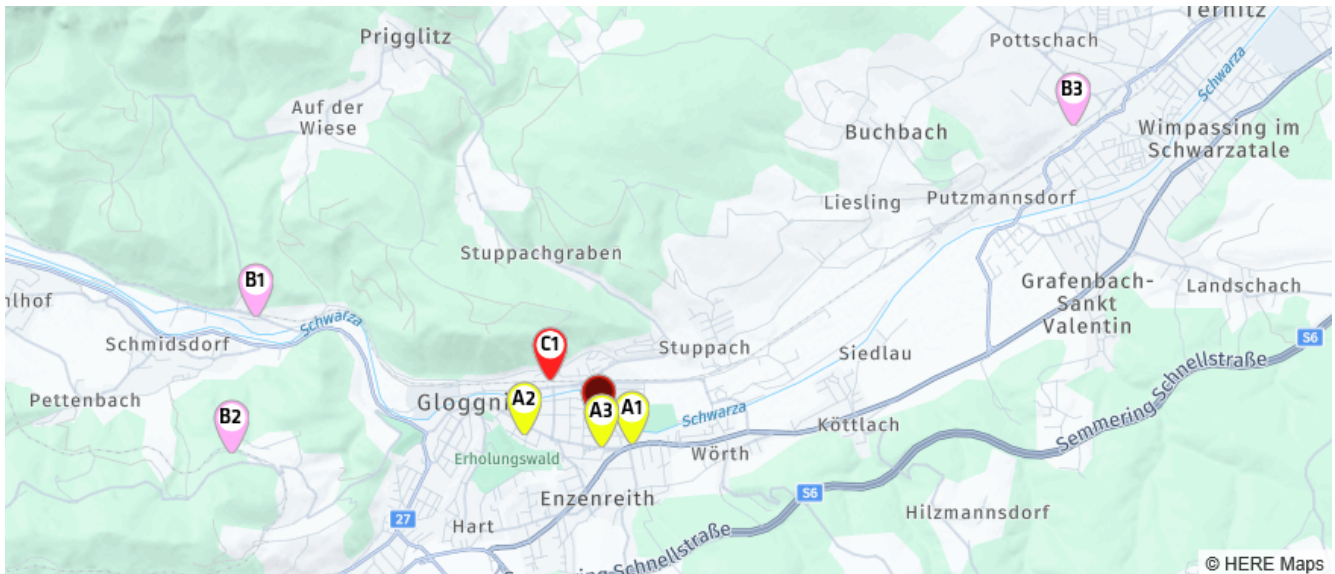 Ternitz
Prigglitz
Pottschach
Schwarza
B3
Auf der
Wiese
Buchbach
Wimpassing im
Schwarzatale
Liesling
Putzmannsdorf
Stuppachgraben
B1
Grafenbach-
Sankt
Valentin
Landschach
hlhof
Schwarza
Schmidsdorf
C1
Stuppach
Siedlau
S6
Pettenbach
B2
Gloggni
A2
A3
A1
Schwarza
Köttlach
Semmering Schnellstraße
Erholungswald
Wörth
Enzenreith
S6
27
Hart
Hilzmannsdorf
Semmering Schnellstraße
© HERE Maps